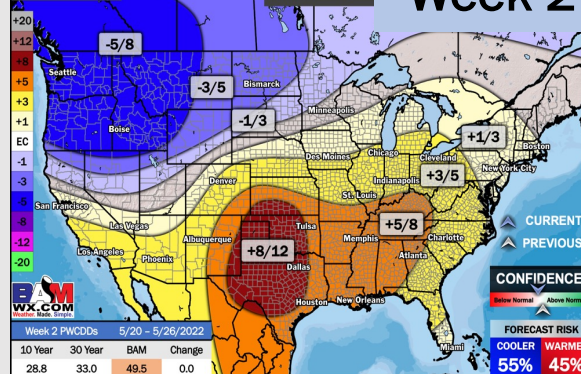 Week 2
+20
+12
+8
+5
+3
+1
EC
-1
-3
-5
-8
-12
-20
-5/8
Seattle
-3/5
Bismarck
-1/3
Minneapolis
Boise
+1/3
Boston
Des Moines
Chicago
Cleveland
New York City
+3/5
Denver
Indianapolis
St. Louis
San Francisco
Las Vegas
+5/8
Tulsa
Albuquerque
Memphis
Charlotte
Los Angeles
Phoenix
+8/12
Dallas
Atlanta
Houston
New Orleans
Miami
CURRENT
PREVIOUS
CONFIDENCE
Below Normal
Above Norm
BAM
WX.COM
Weather. Made. Simple.
Week 2 PWCDDs 5/20 – 5/26/2022
10 Year 30 Year BAM Change
28.8 33.0 49.5 0.0
FORECAST RISK
COOLER WARME
55% 45%